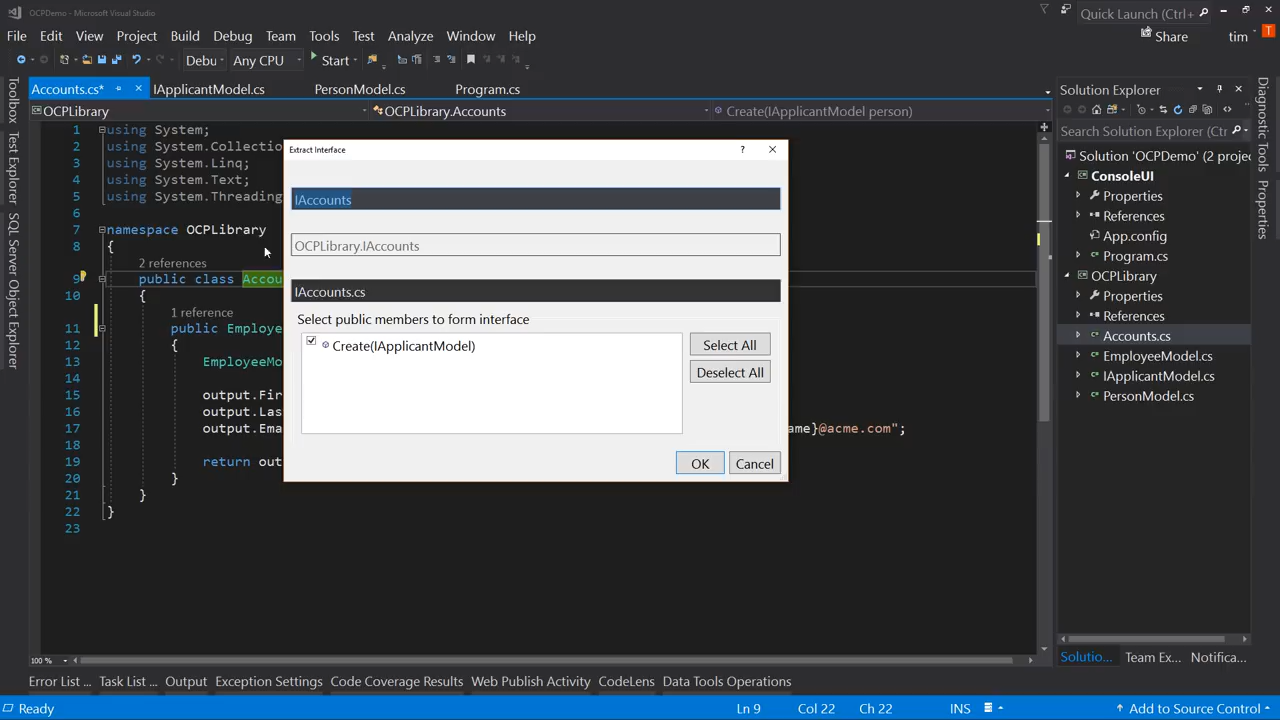 OCPDemo - Microsoft Visual Studio
Quick Launch (Ctrl+
File Edit View Project Build Debug Team Tools Test Analyze Window Help
Share tim T
Debu Any CPU Start
Accounts.cs* IApplicantModel.cs PersonModel.cs Program.cs
OCPLibrary OCPLibrary.Accounts Create(IApplicantModel person)
Toolbox
Test Explorer
SQL Server Object Explorer
1 using System;
2 using System.Collectio
3 using System.Linq;
4 using System.Text;
5 using System.Threading
6
7 namespace OCPLibrary
8 {
2 references
9 public class Accou
10 {
1 reference
11 public Employe
12 {
13 EmployeeMo
14
15 output.Fir
16 output.Las
17 output.Ema ame}@acme.com";
18
19 return out
20 }
21 }
22 }
23
Extract Interface ?
IAccounts
OCPLibrary.IAccounts
IAccounts.cs
Select public members to form interface
Create(IApplicantModel)
Select All
Deselect All
OK Cancel
Solution Explorer
Search Solution Explorer (Ctr
Solution 'OCPDemo' (2 projec
ConsoleUI
Properties
References
App.config
Program.cs
OCPLibrary
Properties
References
Accounts.cs
EmployeeModel.cs
IApplicantModel.cs
PersonModel.cs
Solutio... Team Ex... Notifica...
Diagnostic Tools
Properties
100 %
Error List ... Task List ... Output Exception Settings Code Coverage Results Web Publish Activity CodeLens Data Tools Operations
Ready Ln 9 Col 22 Ch 22 INS Add to Source Control